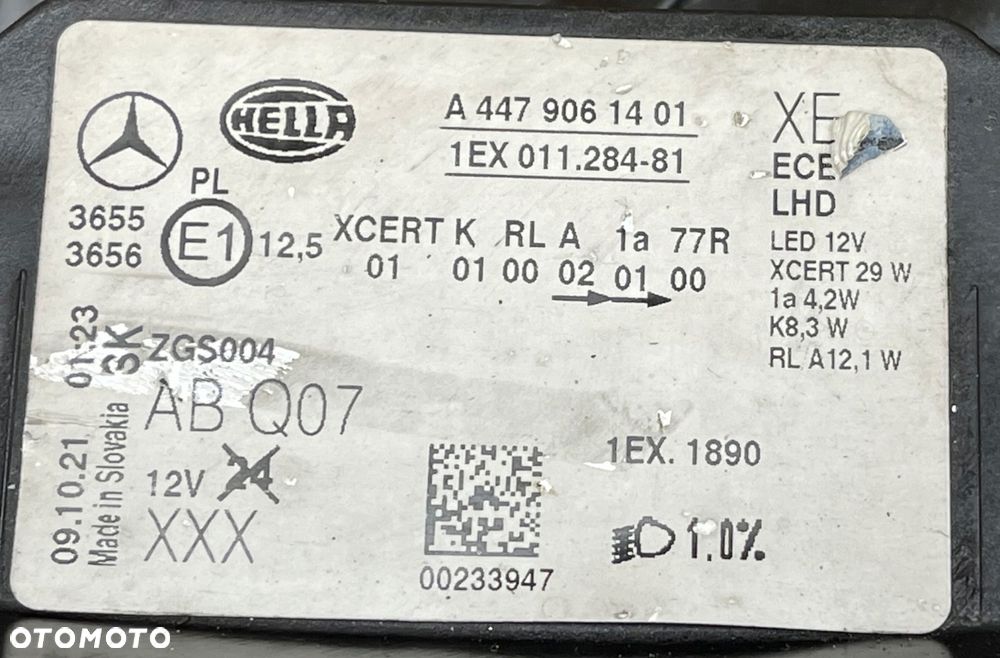 HELLA
A 447 906 14 01
1EX 011.284-81
XE
ECE
LHD
PL
3655
3656
E1
12,5
XCERT K RL A 1a 77R
01 01 00 02 01 00
LED 12V
XCERT 29 W
1a 4,2W
K8,3 W
RL A12,1 W
09.10.21 01:23
Made in Slovakia SK
ZGS004
AB Q07
12V 24
XXX
00233947
1EX. 1890
1.0%
OTOMOTO